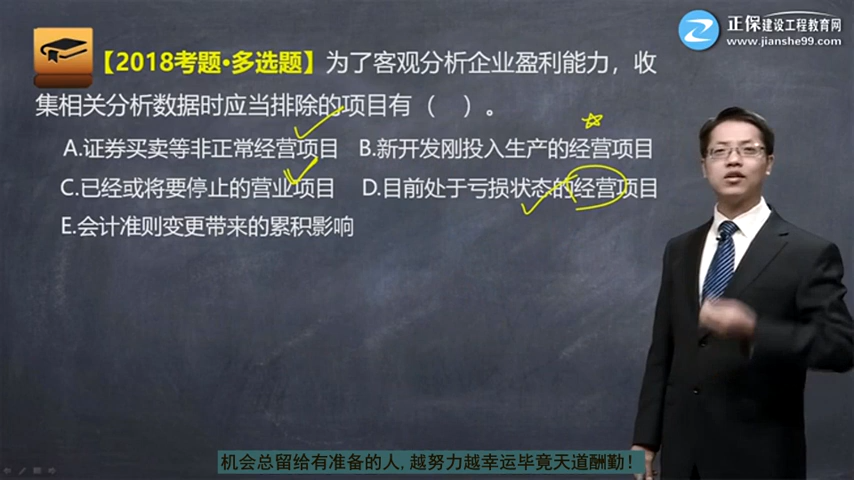 正保建设工程教育网
www.jianshe99.com
【2018考题·多选题】为了客观分析企业盈利能力，收
集相关分析数据时应当排除的项目有（　）。
A.证券买卖等非正常经营项目 B.新开发刚投入生产的经营项目
C.已经或将要停止的营业项目 D.目前处于亏损状态的经营项目
E.会计准则变更带来的累积影响
机会总留给有准备的人,越努力越幸运毕竟天道酬勤！